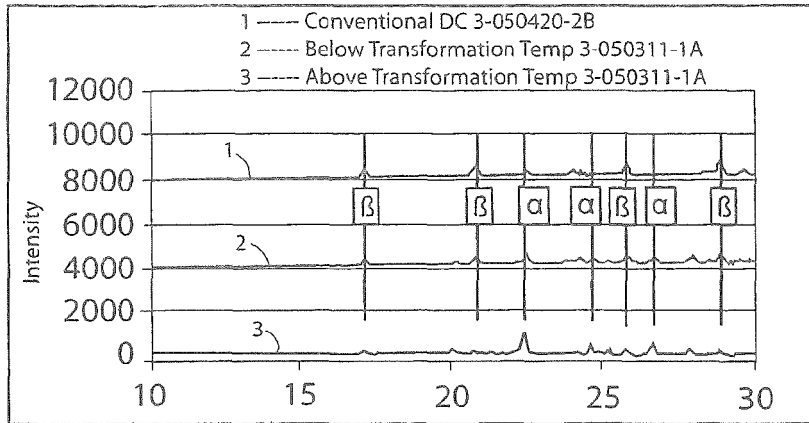 1 — Conventional DC 3-050420-2B
2 — Below Transformation Temp 3-050311-1A
3 — Above Transformation Temp 3-050311-1A
12000
10000
8000
6000
4000
2000
0
Intensity
1
2
3
ß ß α α ß α ß
10 15 20 25 30